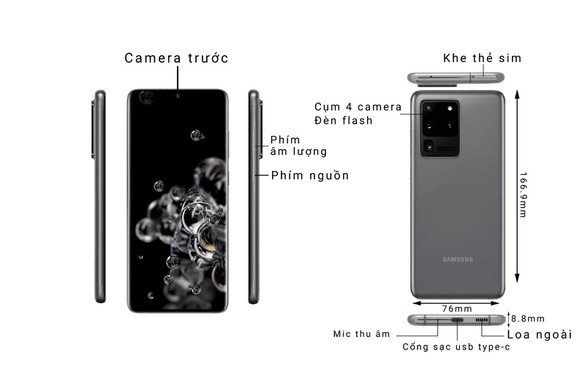 Camera trước
Khe thẻ sim
Cụm 4 camera
Đèn flash
Phím
âm lượng
Phím nguồn
166.9mm
SAMSUNG
76mm
8.8mm
Mic thu âm
Loa ngoài
Cổng sạc usb type-c